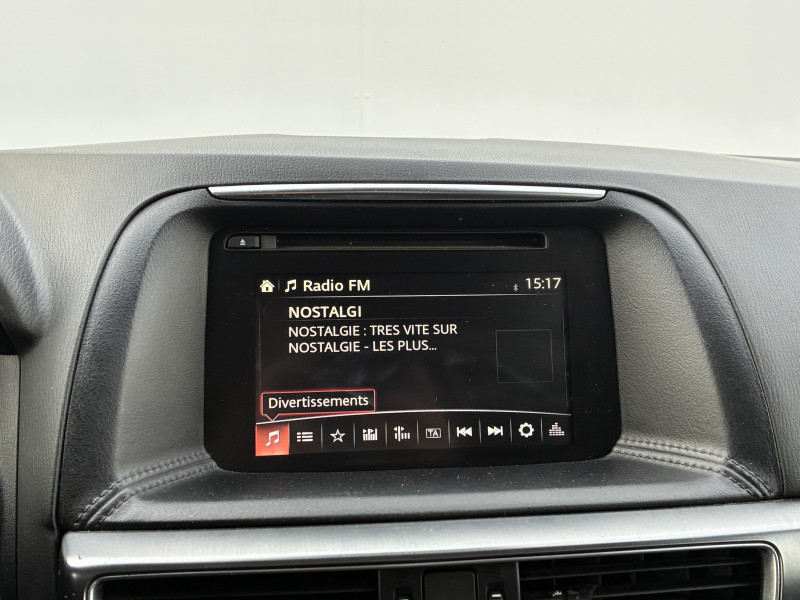 Radio FM 15:17
NOSTALGI
NOSTALGIE : TRES VITE SUR
NOSTALGIE - LES PLUS...
Divertissements
TA